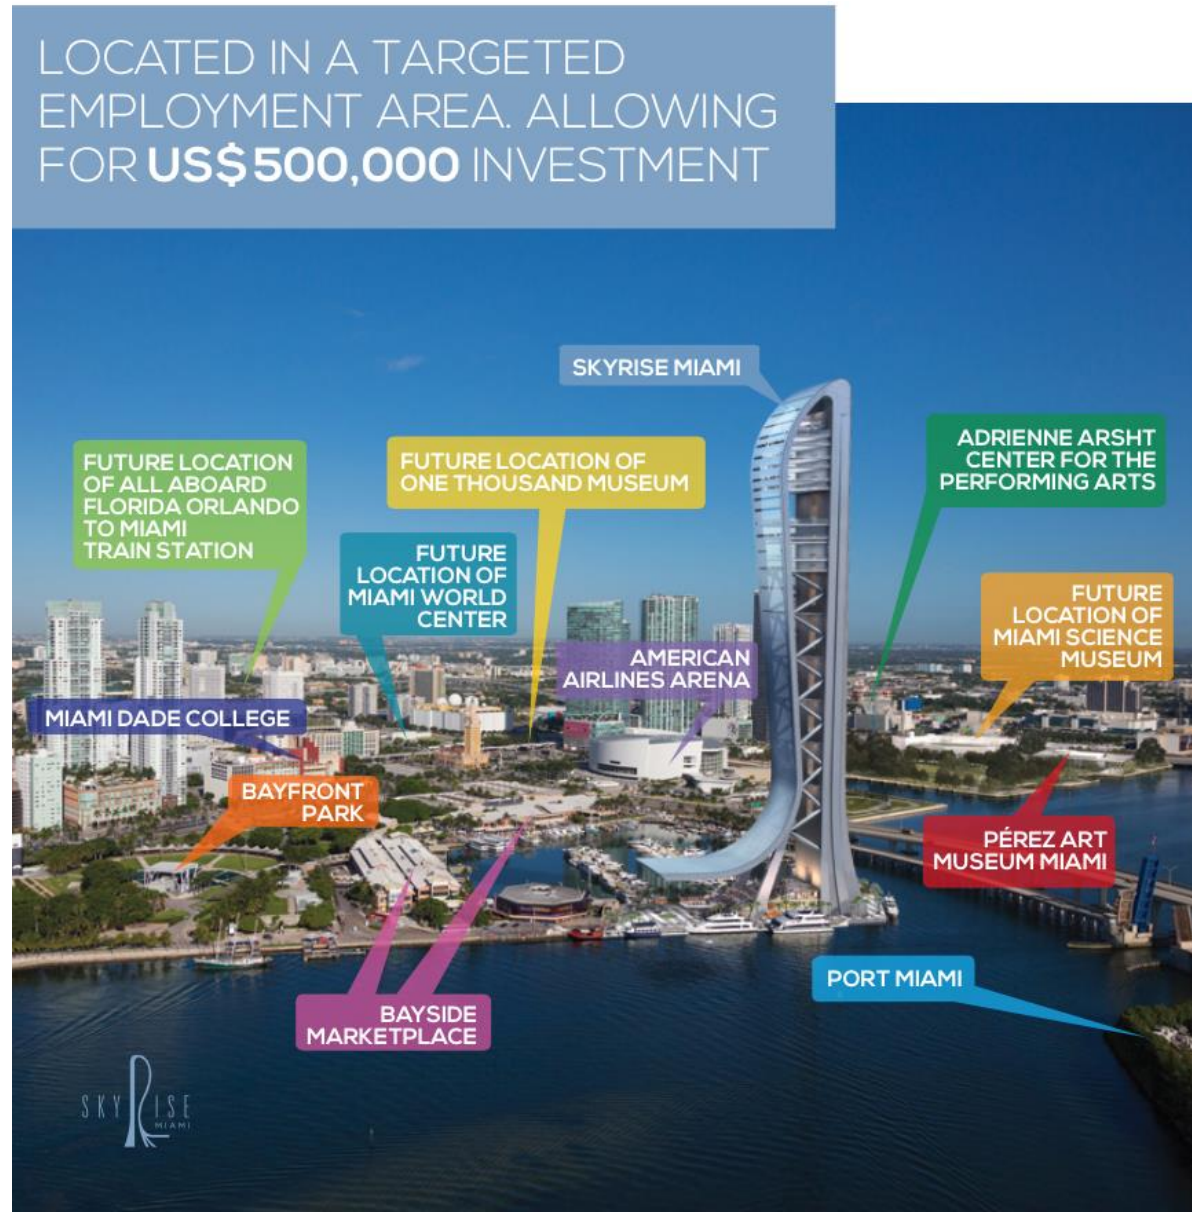 LOCATED IN A TARGETED
EMPLOYMENT AREA. ALLOWING
FOR US$500,000 INVESTMENT
SKYRISE MIAMI
ADRIENNE ARSHT
CENTER FOR THE
PERFORMING ARTS
FUTURE LOCATION
OF ALL ABOARD
FLORIDA ORLANDO
TO MIAMI
TRAIN STATION
FUTURE LOCATION OF
ONE THOUSAND MUSEUM
FUTURE
LOCATION OF
MIAMI WORLD
CENTER
FUTURE
LOCATION OF
MIAMI SCIENCE
MUSEUM
AMERICAN
AIRLINES ARENA
MIAMI DADE COLLEGE
BAYFRONT
PARK
PÉREZ ART
MUSEUM MIAMI
PORT MIAMI
BAYSIDE
MARKETPLACE
SKYRISE
MIAMI